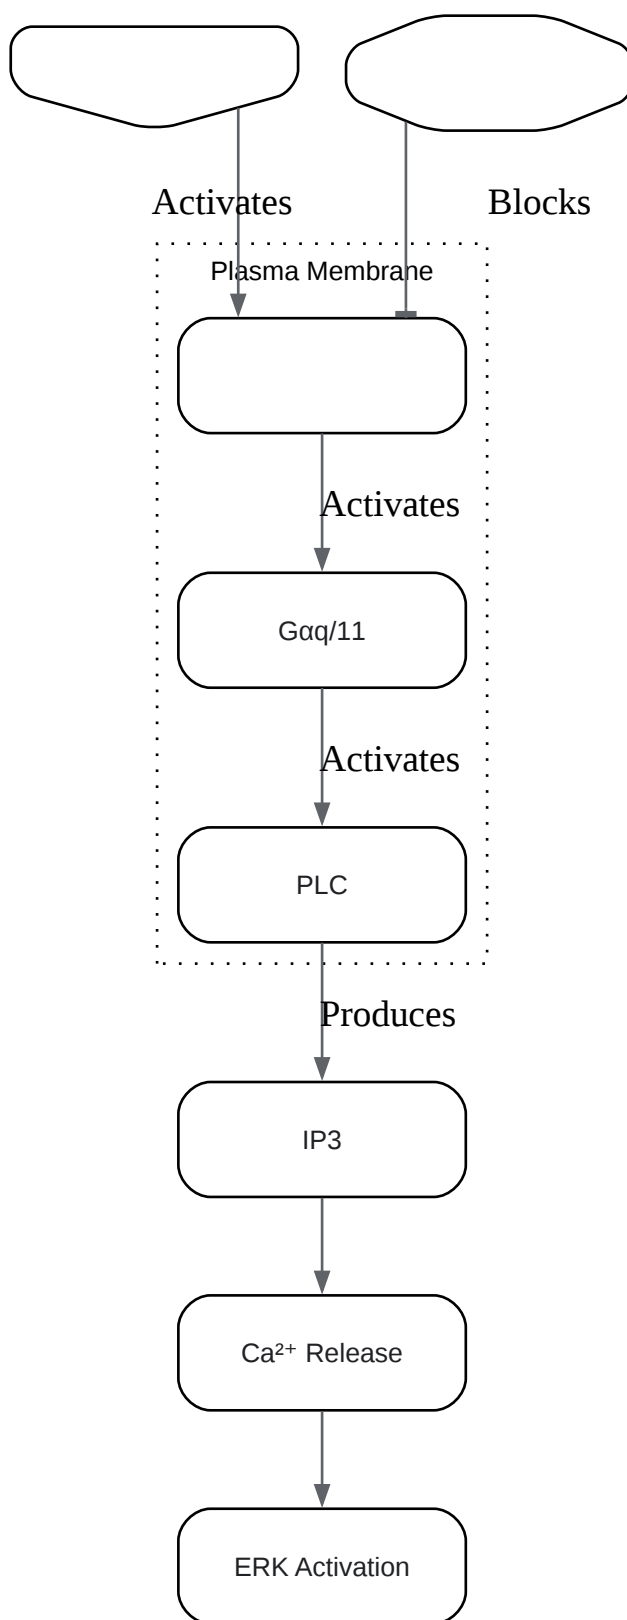 Activates
Blocks
Plasma Membrane
Activates
Gαq/11
Activates
PLC
Produces
IP3
Ca²⁺ Release
ERK Activation